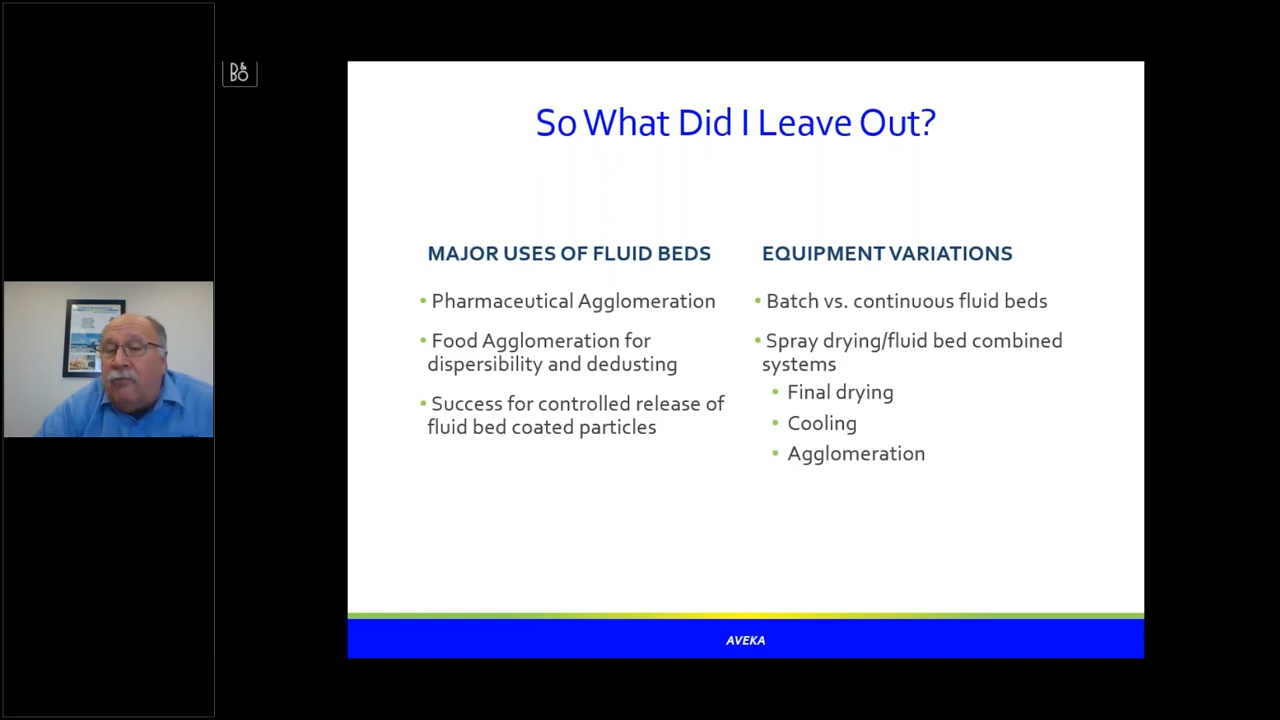 B&
BO
So What Did I Leave Out?
MAJOR USES OF FLUID BEDS
• Pharmaceutical Agglomeration
• Food Agglomeration for
dispersibility and dedusting
• Success for controlled release of
fluid bed coated particles
EQUIPMENT VARIATIONS
• Batch vs. continuous fluid beds
• Spray drying/fluid bed combined
systems
• Final drying
• Cooling
• Agglomeration
AVEKA